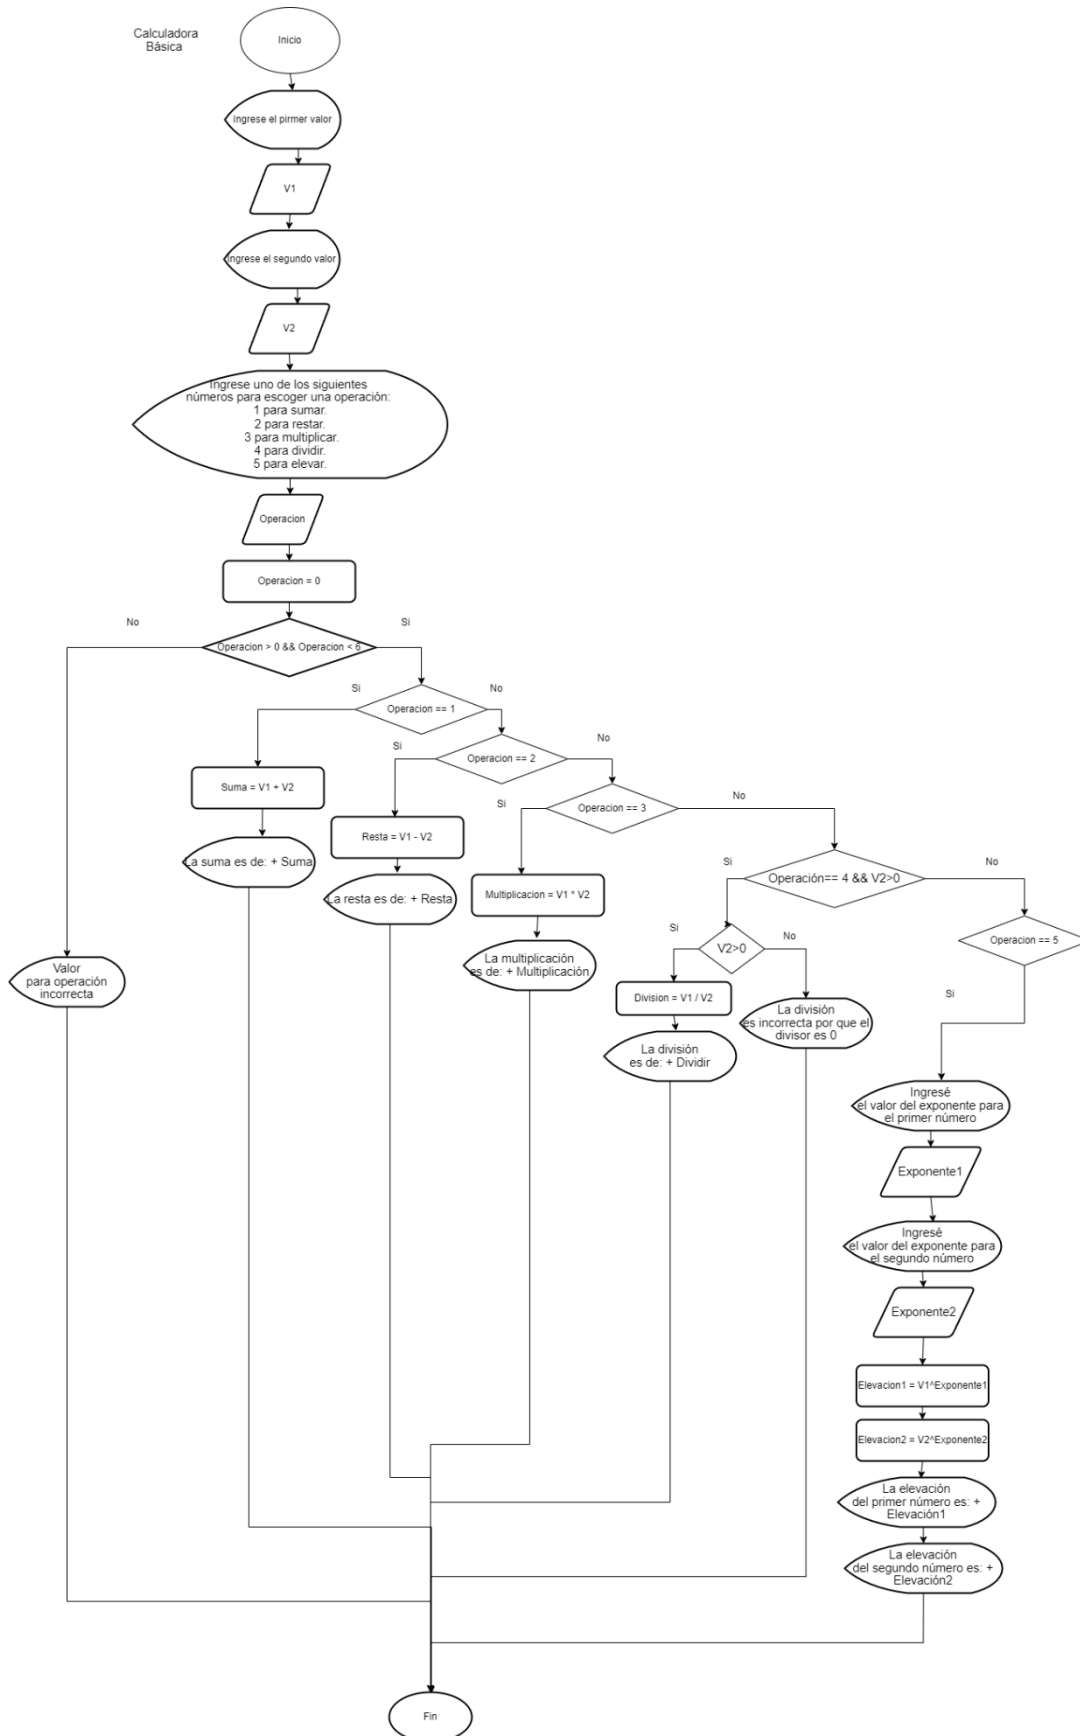 Calculadora
Básica
Inicio
Ingrese el pirmer valor
V1
Ingrese el segundo valor
V2
Ingrese uno de los siguientes
números para escoger una operación:
1 para sumar.
2 para restar.
3 para multiplicar.
4 para dividir.
5 para elevar.
Operacion
Operacion = 0
No
Si
Operacion > 0 && Operacion < 6
Si
No
Operacion == 1
Si
No
Operacion == 2
Suma = V1 + V2
Si
No
Operacion == 3
Resta = V1 - V2
La suma es de: + Suma
Si
No
Operación== 4 && V2>0
Multiplicacion = V1 * V2
La resta es de: + Resta
Si
No
V2>0
Operacion == 5
La multiplicación
es de: + Multiplicación
Valor
para operación
incorrecta
Division = V1 / V2
Si
La división
es incorrecta por que el
divisor es 0
La división
es de: + Dividir
Ingresé
el valor del exponente para
el primer número
Exponente1
Ingresé
el valor del exponente para
el segundo número
Exponente2
Elevacion1 = V1^Exponente1
Elevacion2 = V2^Exponente2
La elevación
del primer número es: +
Elevación1
La elevación
del segundo número es: +
Elevación2
Fin